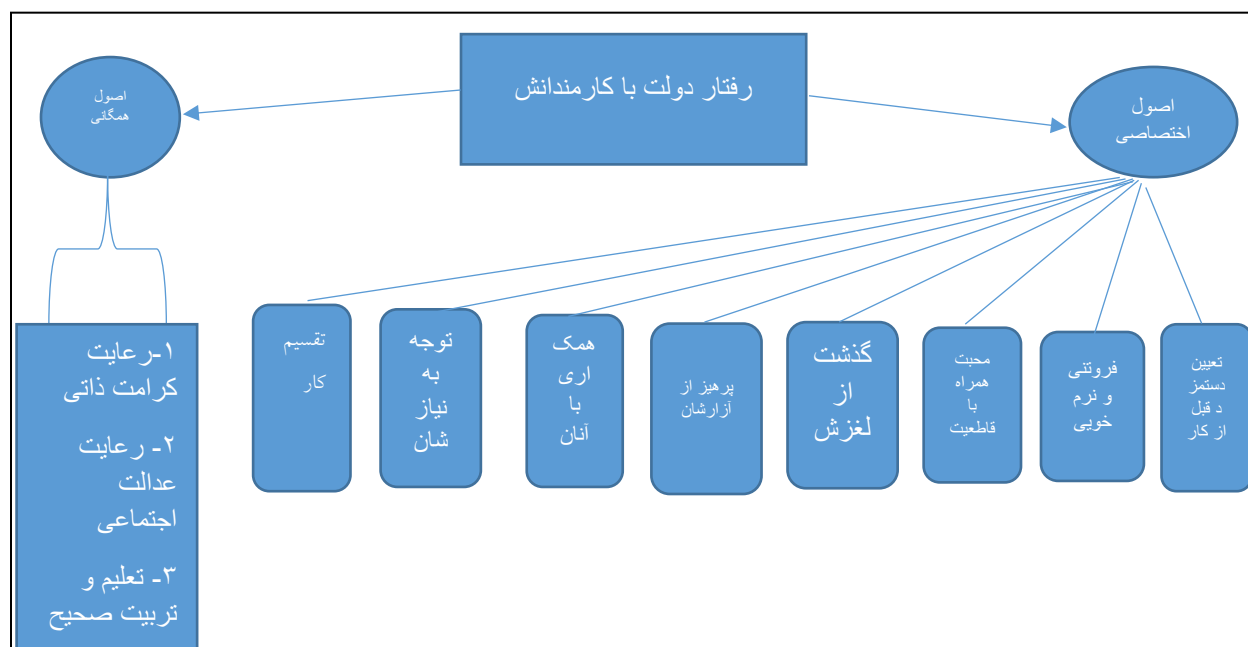 رفتار دولت با کارمندانش
اصول
اختصاصی
اصول
همگانی
تعیین
دستمز
د قبل
از کار
فروتنی
و نرم
خویی
محبت
همراه
با
قاطعیت
گذشت
از
لغزش
پرهیز از
آزارشان
همک
اری
با
آنان
توجه
به
نیاز
شان
تقسیم
کار
۱-رعایت
کرامت ذاتی
۲- رعایت
عدالت
اجتماعی
۳- تعلیم و
تربیت صحیح